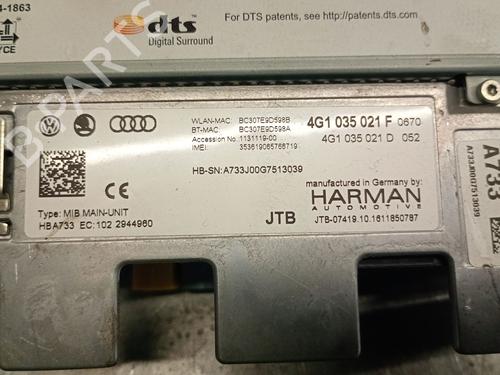 4-1863
dts
Digital Surround
For DTS patents, see http://patents.dts.com.
B-PARTS
WLAN-MAC: BC307E9D598B
BT-MAC: BC307E9D598A
Accession No 1131119-00
IMEI: 353619065768719
4G1 035 021 F 0670
4G1 035 021 D 052
HB-SN: A733J00G7513039
manufactured in Germany by:
HARMAN
AUTOMOTIVE
Type: MIB MAIN-UNIT
HBA733 EC: 102 2944960
JTB
JTB-07419.10.1611850787
A733
A733J00G7513039